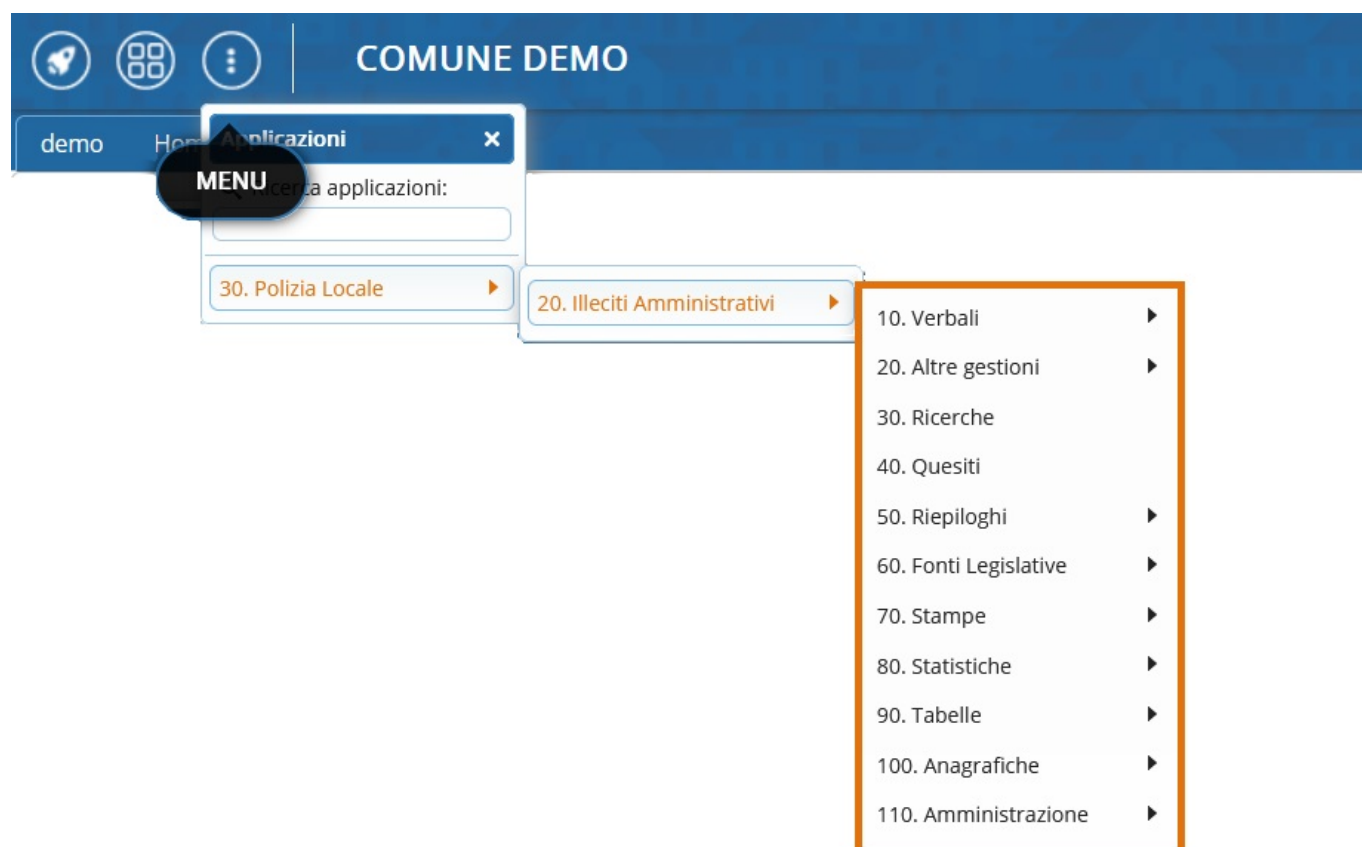 COMUNE DEMO
demo
Applicazioni
MENU
applicazioni:
30. Polizia Locale
20. Illeciti Amministrativi
10. Verbali
20. Altre gestioni
30. Ricerche
40. Quesiti
50. Riepiloghi
60. Fonti Legislative
70. Stampe
80. Statistiche
90. Tabelle
100. Anagrafiche
110. Amministrazione